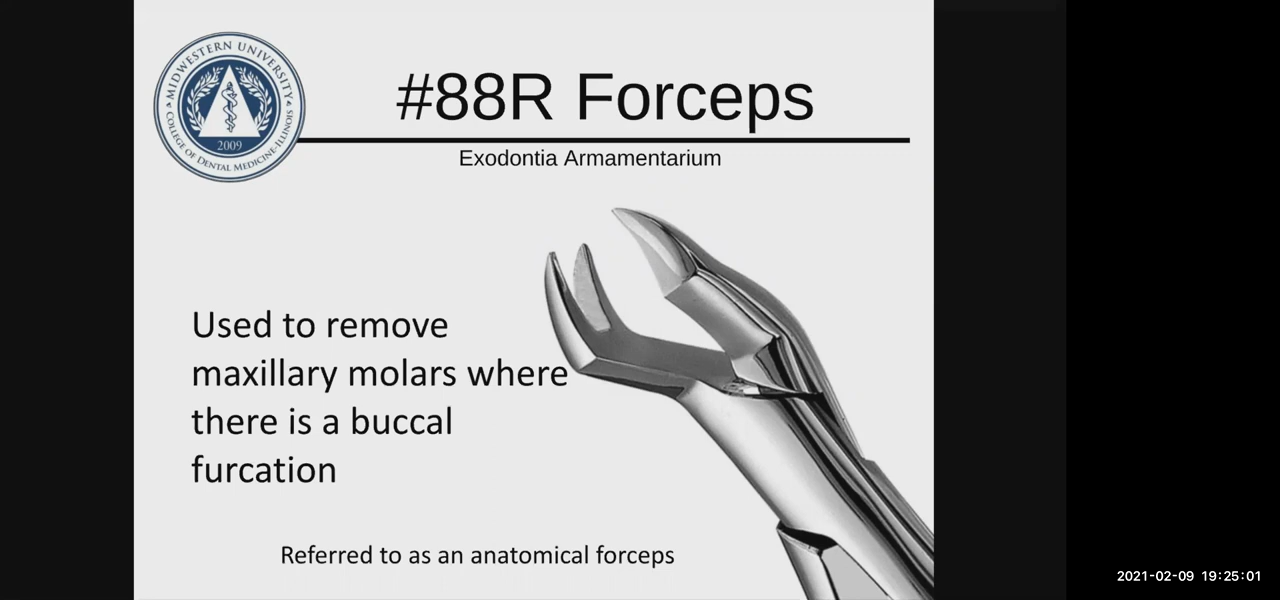 MIDWESTERN UNIVERSITY
COLLEGE OF DENTAL MEDICINE-ILLINOIS
2009
#88R Forceps
Exodontia Armamentarium
Used to remove
maxillary molars where
there is a buccal
furcation
Referred to as an anatomical forceps
2021-02-09 19:25:01